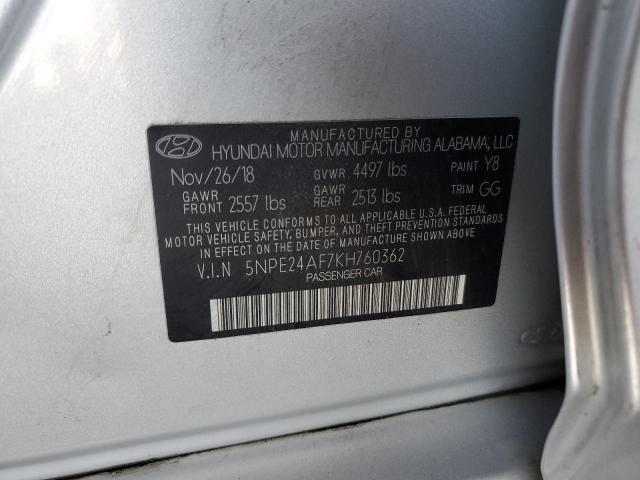 MANUFACTURED BY
HYUNDAI MOTOR MANUFACTURING ALABAMA, LLC
Nov/26/18 GVWR 4497 lbs PAINT Y8
GAWR FRONT 2557 lbs GAWR REAR 2513 lbs TRIM GG
THIS VEHICLE CONFORMS TO ALL APPLICABLE U.S.A. FEDERAL
MOTOR VEHICLE SAFETY, BUMPER, AND THEFT PREVENTION STANDARDS
IN EFFECT ON THE DATE OF MANUFACTURE SHOWN ABOVE.
V.I.N 5NPE24AF7KH760362
PASSENGER CAR